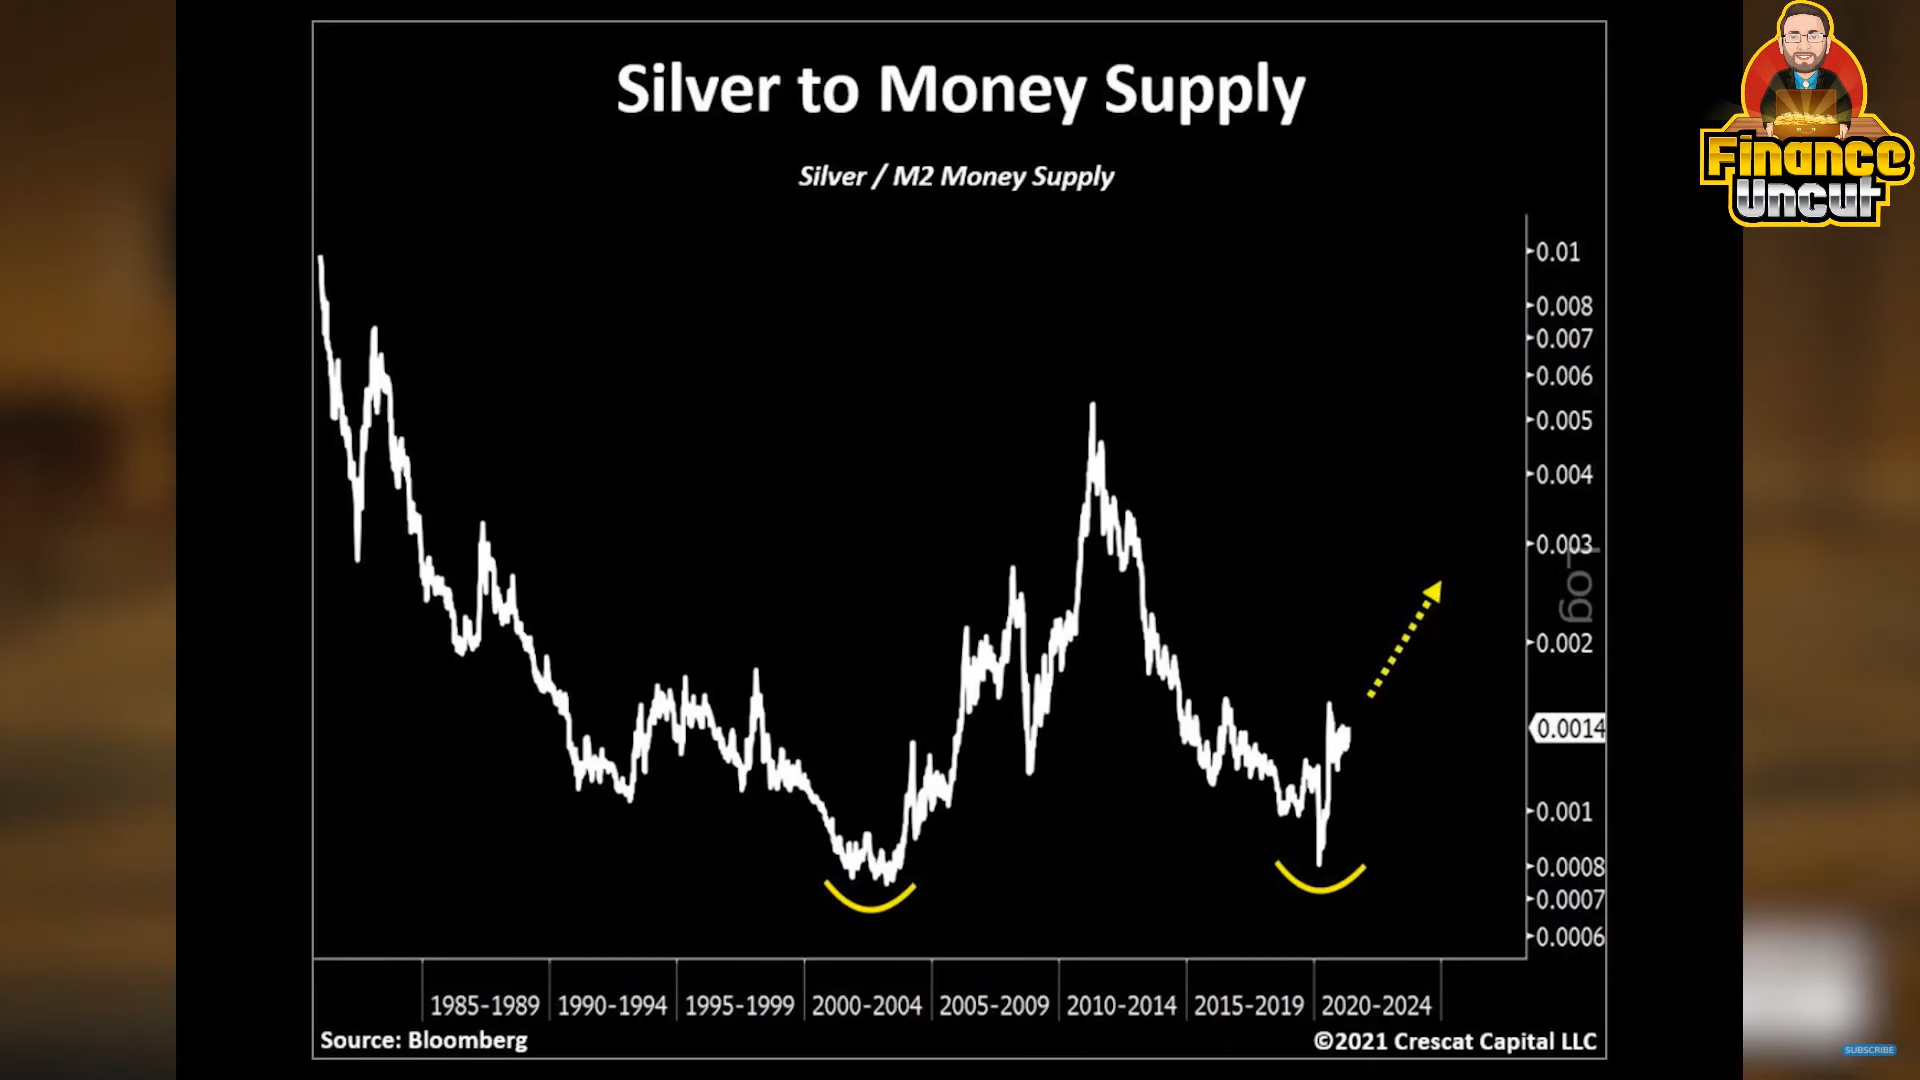 Silver to Money Supply
Silver / M2 Money Supply
Finance
Uncut
0.01
0.008
0.007
0.006
0.005
0.004
0.003
Log
0.002
0.0014
0.001
0.0008
0.0007
0.0006
1985-1989 1990-1994 1995-1999 2000-2004 2005-2009 2010-2014 2015-2019 2020-2024
Source: Bloomberg
©2021 Crescat Capital LLC
SUBSCRIBE